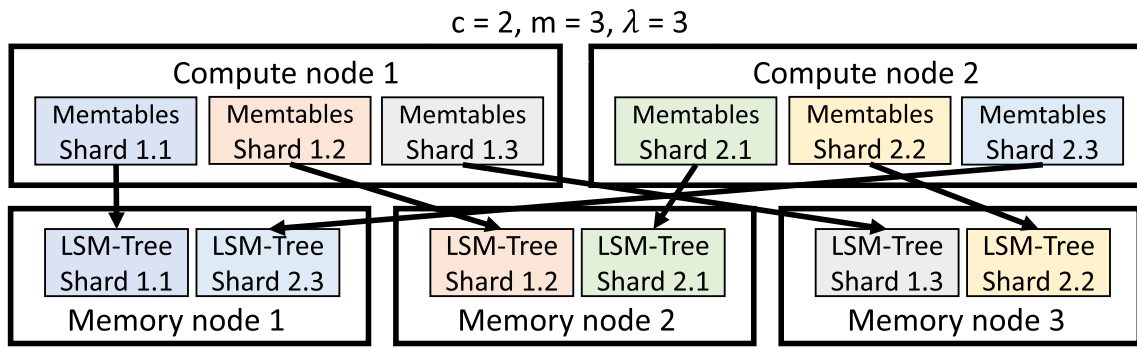 c = 2, m = 3, λ = 3
Compute node 1
Memtables
Shard 1.1
Memtables
Shard 1.2
Memtables
Shard 1.3
Compute node 2
Memtables
Shard 2.1
Memtables
Shard 2.2
Memtables
Shard 2.3
LSM-Tree
Shard 1.1
LSM-Tree
Shard 2.3
Memory node 1
LSM-Tree
Shard 1.2
LSM-Tree
Shard 2.1
Memory node 2
LSM-Tree
Shard 1.3
LSM-Tree
Shard 2.2
Memory node 3